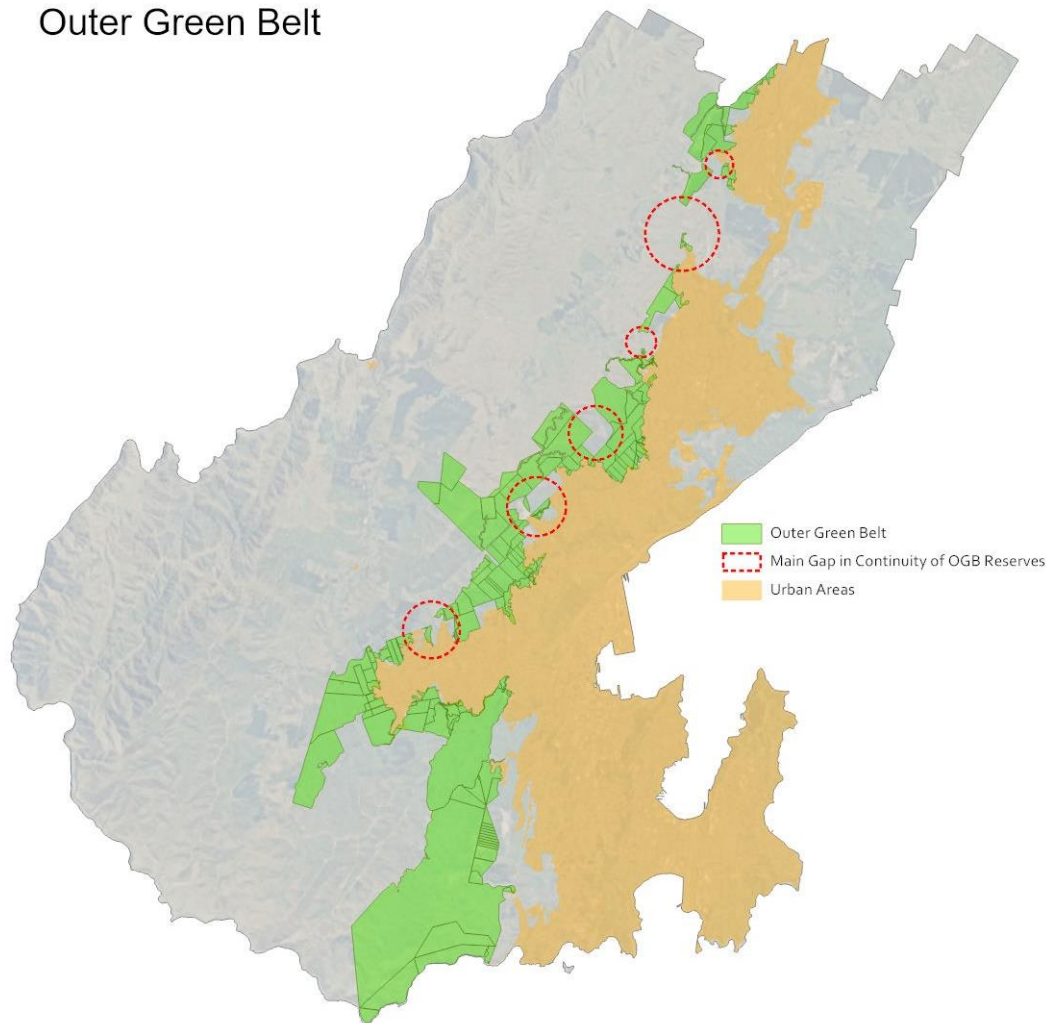 Outer Green Belt
Outer Green Belt
Main Gap in Continuity of OGB Reserves
Urban Areas